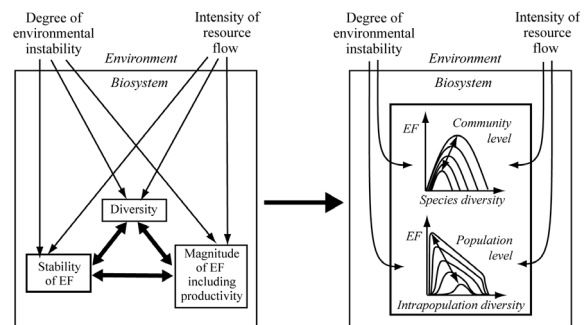 Degree of
environmental
instability
Intensity of
resource
flow
Environment
Biosystem
Diversity
Stability
of EF
Magnitude
of EF
including
productivity
Degree of
environmental
instability
Intensity of
resource
flow
Environment
Biosystem
EF
Community
level
Species diversity
EF
Population
level
Intrapopulation diversity